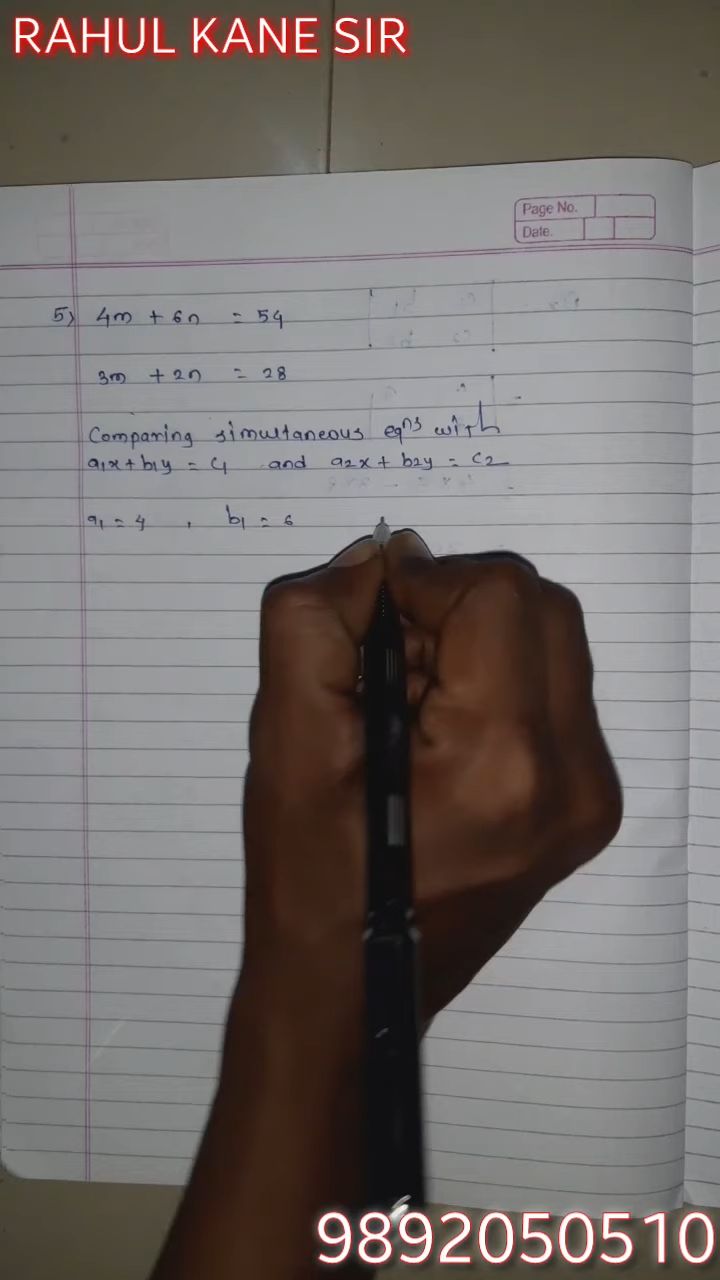 RAHUL KANE SIR
Page No.
Date.
5) 4m + 6n = 54
3m + 2n = 28
Comparing simultaneous eqns with
a1x + b1y = c1 and a2x + b2y = c2
a1 = 4 , b1 = 6
9892050510